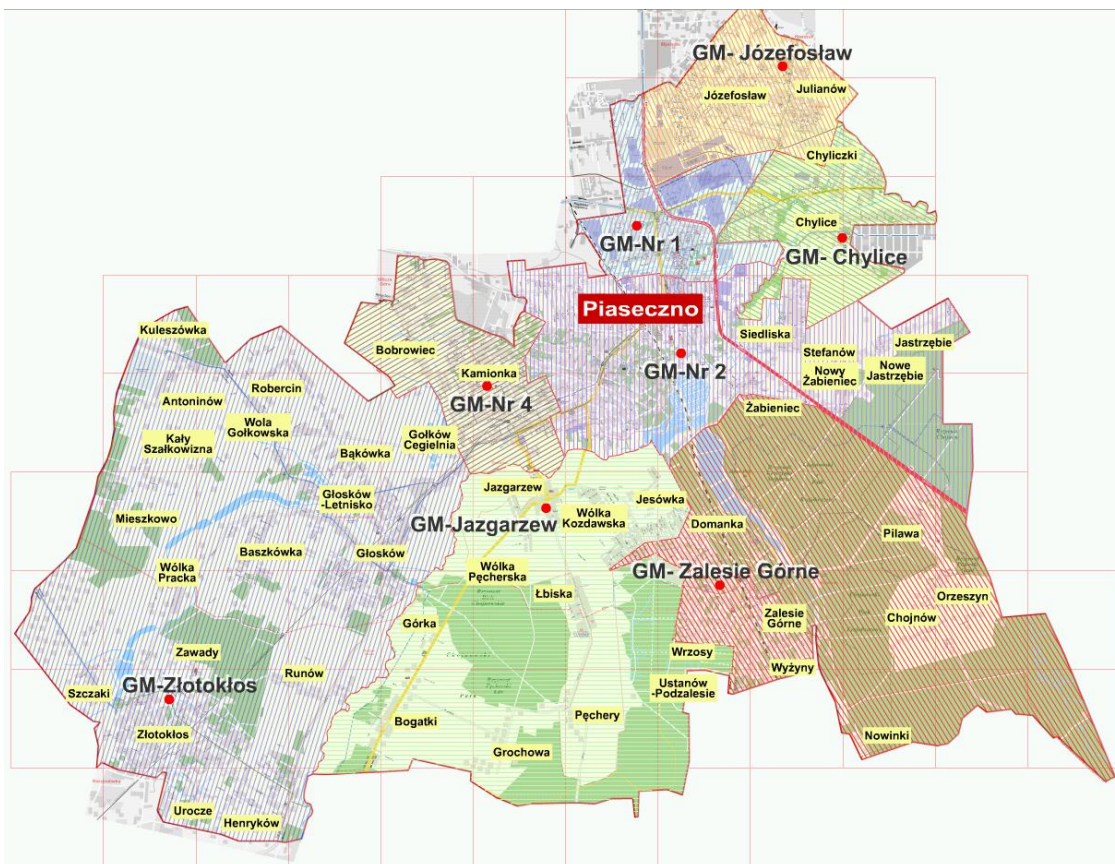 GM- Józefosław
Józefosław
Julianów
Chyliczki
Chylice
GM-Nr 1
GM- Chylice
Piaseczno
Kuleszówka
Siedliska
Jastrzębie
Bobrowiec
Stefanów
GM-Nr 2
Nowy
Żabieniec
Nowe
Jastrzębie
Kamionka
Robercin
GM-Nr 4
Antoninów
Żabieniec
Wola
Gołkowska
Kały
Szałkowizna
Gołków
Cegielnia
Bąkówka
Jazgarzew
Głosków
-Letnisko
Jesówka
Mieszkowo
GM-Jazgarzew
Wólka
Kozdawska
Domanka
Pilawa
Baszkówka
Głosków
Wólka
Pracka
Wólka
Pęcherska
GM- Zalesie Górne
Łbiska
Orzeszyn
Górka
Zalesie
Górne
Chojnów
Zawady
Wrzosy
Runów
Wyżyny
GM-Złotokłos
Szczaki
Ustanów
-Podzalesie
Bogatki
Pęchery
Złotokłos
Nowinki
Grochowa
Urocze
Henryków